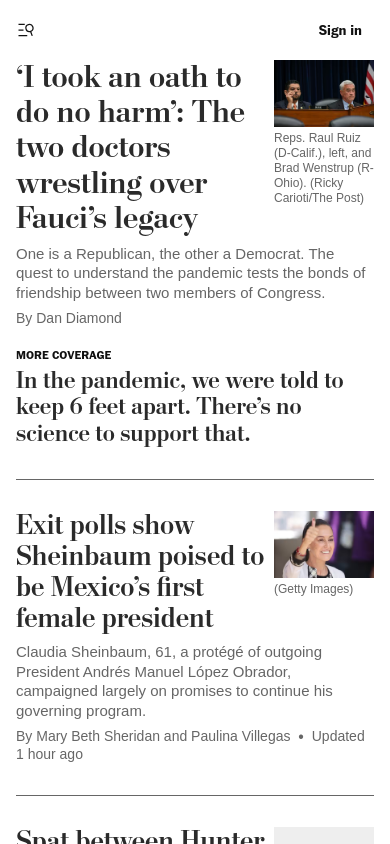 Sign in
‘I took an oath to
do no harm’: The
two doctors
wrestling over
Fauci’s legacy
Reps. Raul Ruiz
(D-Calif.), left, and
Brad Wenstrup (R-
Ohio). (Ricky
Carioti/The Post)
One is a Republican, the other a Democrat. The
quest to understand the pandemic tests the bonds of
friendship between two members of Congress.
By Dan Diamond
MORE COVERAGE
In the pandemic, we were told to
keep 6 feet apart. There’s no
science to support that.
Exit polls show
Sheinbaum poised to
be Mexico’s first
female president
(Getty Images)
Claudia Sheinbaum, 61, a protégé of outgoing
President Andrés Manuel López Obrador,
campaigned largely on promises to continue his
governing program.
By Mary Beth Sheridan and Paulina Villegas • Updated
1 hour ago
Spat between Hunter